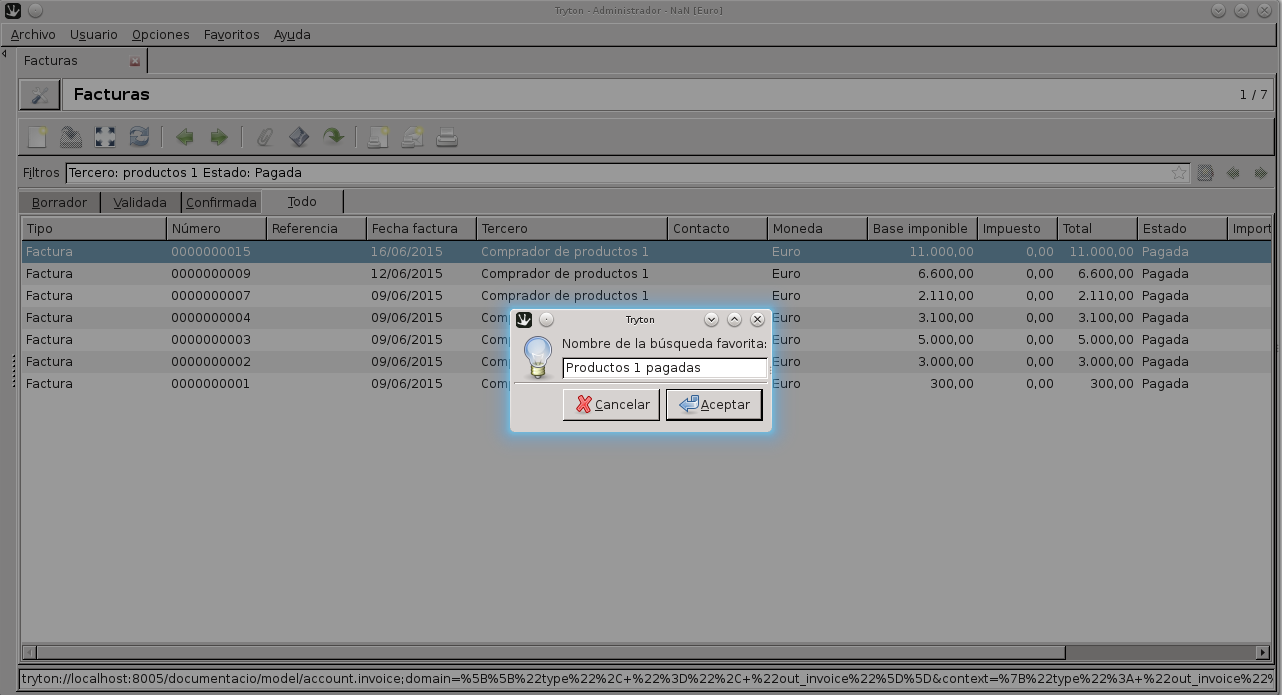 Tryton - Administrador - NaN [Euro]
Archivo Usuario Opciones Favoritos Ayuda
Facturas
Facturas 1 / 7
Filtros Tercero: productos 1 Estado: Pagada
Borrador Validada Confirmada Todo
Tipo Número Referencia Fecha factura Tercero Contacto Moneda Base imponible Impuesto Total Estado Import
Factura 0000000015 16/06/2015 Comprador de productos 1 Euro 11.000,00 0,00 11.000,00 Pagada
Factura 0000000009 12/06/2015 Comprador de productos 1 Euro 6.600,00 0,00 6.600,00 Pagada
Factura 0000000007 09/06/2015 Comprador de productos 1 Euro 2.110,00 0,00 2.110,00 Pagada
Factura 0000000004 09/06/2015 Com Euro 3.100,00 0,00 3.100,00 Pagada
Factura 0000000003 09/06/2015 Com Euro 5.000,00 0,00 5.000,00 Pagada
Factura 0000000002 09/06/2015 Com Euro 3.000,00 0,00 3.000,00 Pagada
Factura 0000000001 09/06/2015 Com Euro 300,00 0,00 300,00 Pagada
Tryton
Nombre de la búsqueda favorita:
Productos 1 pagadas
Cancelar Aceptar
tryton://localhost:8005/documentacio/model/account.invoice;domain=%5B%5B%22type%22%2C+%22%3D%22%2C+%22out_invoice%22%5D%5D&context=%7B%22type%22%3A+%22out_invoice%22%